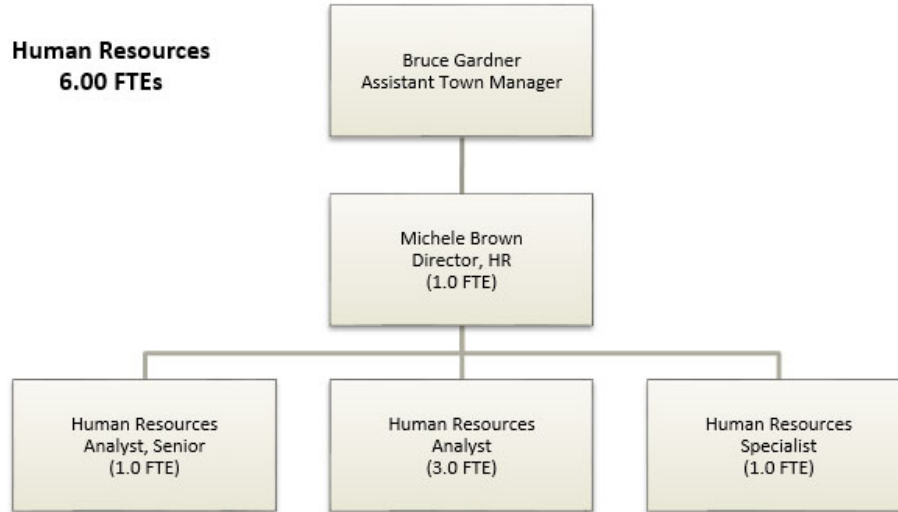 Human Resources
6.00 FTEs
Bruce Gardner
Assistant Town Manager
Michele Brown
Director, HR
(1.0 FTE)
Human Resources
Analyst, Senior
(1.0 FTE)
Human Resources
Analyst
(3.0 FTE)
Human Resources
Specialist
(1.0 FTE)